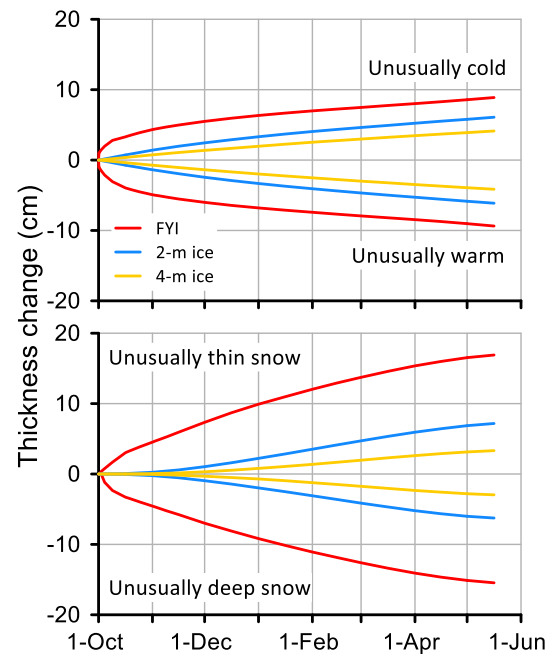 Thickness change (cm)
20
10
0
-10
-20
Unusually cold
FYI
2-m ice
4-m ice
Unusually warm
20
10
0
-10
-20
Unusually thin snow
Unusually deep snow
1-Oct 1-Dec 1-Feb 1-Apr 1-Jun